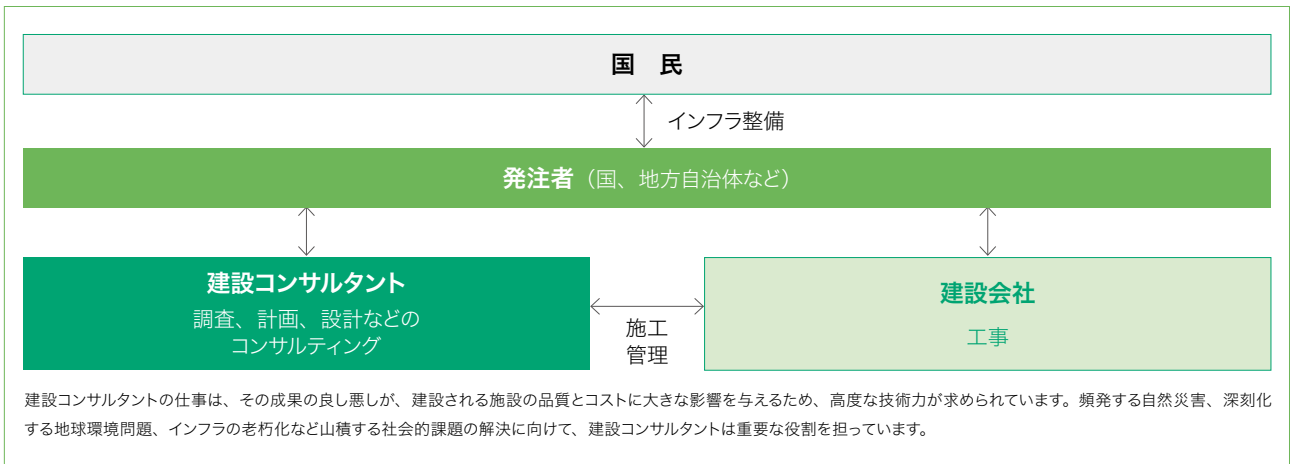 国　民
インフラ整備
発注者（国、地方自治体など）
建設コンサルタント
調査、計画、設計などの
コンサルティング
施工
管理
建設会社
工事
建設コンサルタントの仕事は、その成果の良し悪しが、建設される施設の品質とコストに大きな影響を与えるため、高度な技術力が求められています。頻発する自然災害、深刻化
する地球環境問題、インフラの老朽化など山積する社会的課題の解決に向けて、建設コンサルタントは重要な役割を担っています。